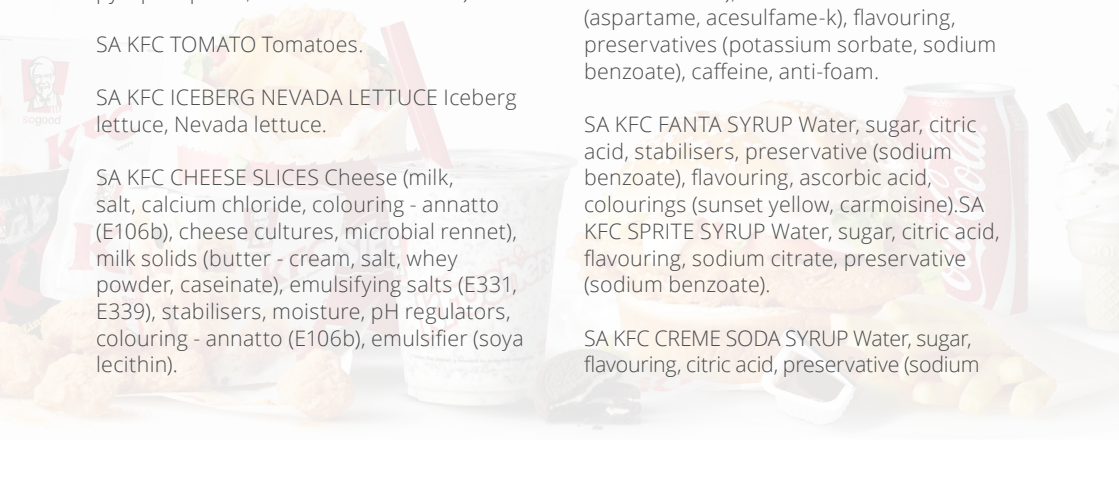 SA KFC TOMATO Tomatoes.
SA KFC ICEBERG NEVADA LETTUCE Iceberg
lettuce, Nevada lettuce.
SA KFC CHEESE SLICES Cheese (milk,
salt, calcium chloride, colouring - annatto
(E106b), cheese cultures, microbial rennet),
milk solids (butter - cream, salt, whey
powder, caseinate), emulsifying salts (E331,
E339), stabilisers, moisture, pH regulators,
colouring - annatto (E106b), emulsifier (soya
lecithin).
(aspartame, acesulfame-k), flavouring,
preservatives (potassium sorbate, sodium
benzoate), caffeine, anti-foam.
SA KFC FANTA SYRUP Water, sugar, citric
acid, stabilisers, preservative (sodium
benzoate), flavouring, ascorbic acid,
colourings (sunset yellow, carmoisine).SA
KFC SPRITE SYRUP Water, sugar, citric acid,
flavouring, sodium citrate, preservative
(sodium benzoate).
SA KFC CREME SODA SYRUP Water, sugar,
flavouring, citric acid, preservative (sodium
sogood
KFC
Coca-Cola